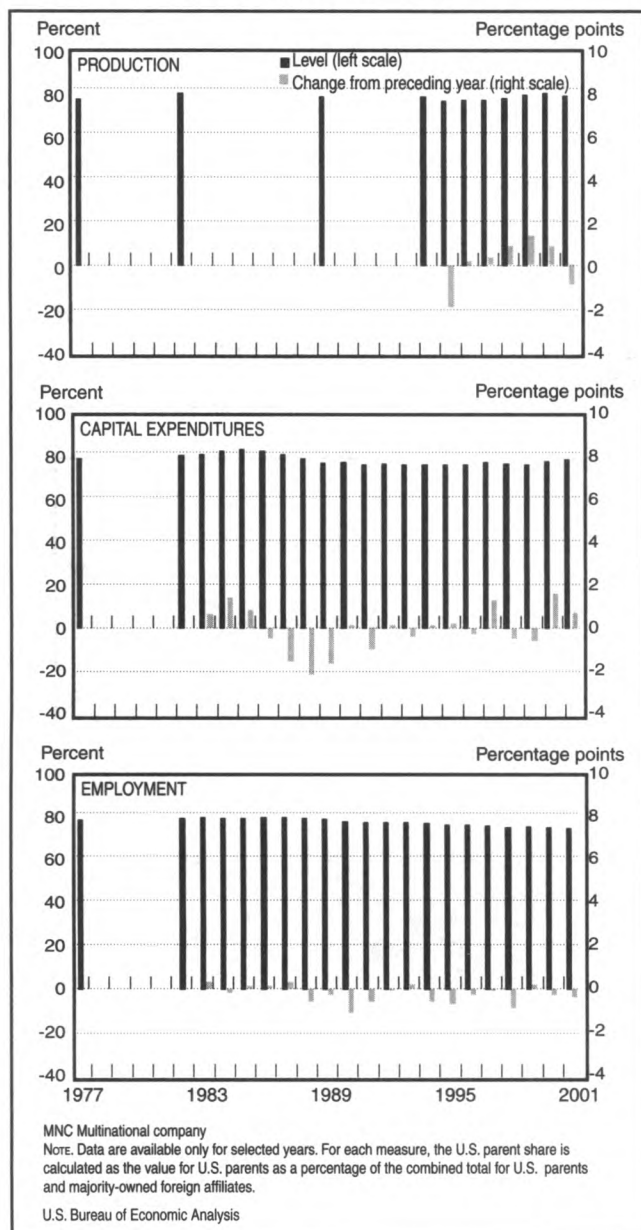 Percent Percentage points
100 10
PRODUCTION
Level (left scale)
Change from preceding year (right scale)
80 8
60 6
40 4
20 2
0 0
-20 -2
-40 -4
Percent Percentage points
100 10
CAPITAL EXPENDITURES
80 8
60 6
40 4
20 2
0 0
-20 -2
-40 -4
Percent Percentage points
100 10
EMPLOYMENT
80 8
60 6
40 4
20 2
0 0
-20 -2
-40 -4
1977 1983 1989 1995 2001
MNC Multinational company
NOTE. Data are available only for selected years. For each measure, the U.S. parent share is
calculated as the value for U.S. parents as a percentage of the combined total for U.S. parents
and majority-owned foreign affiliates.
U.S. Bureau of Economic Analysis